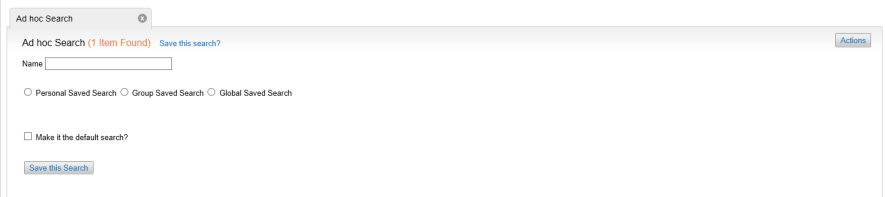 Ad hoc Search
Ad hoc Search (1 Item Found) Save this search? Actions
Name
Personal Saved Search Group Saved Search Global Saved Search
Make it the default search?
Save this Search